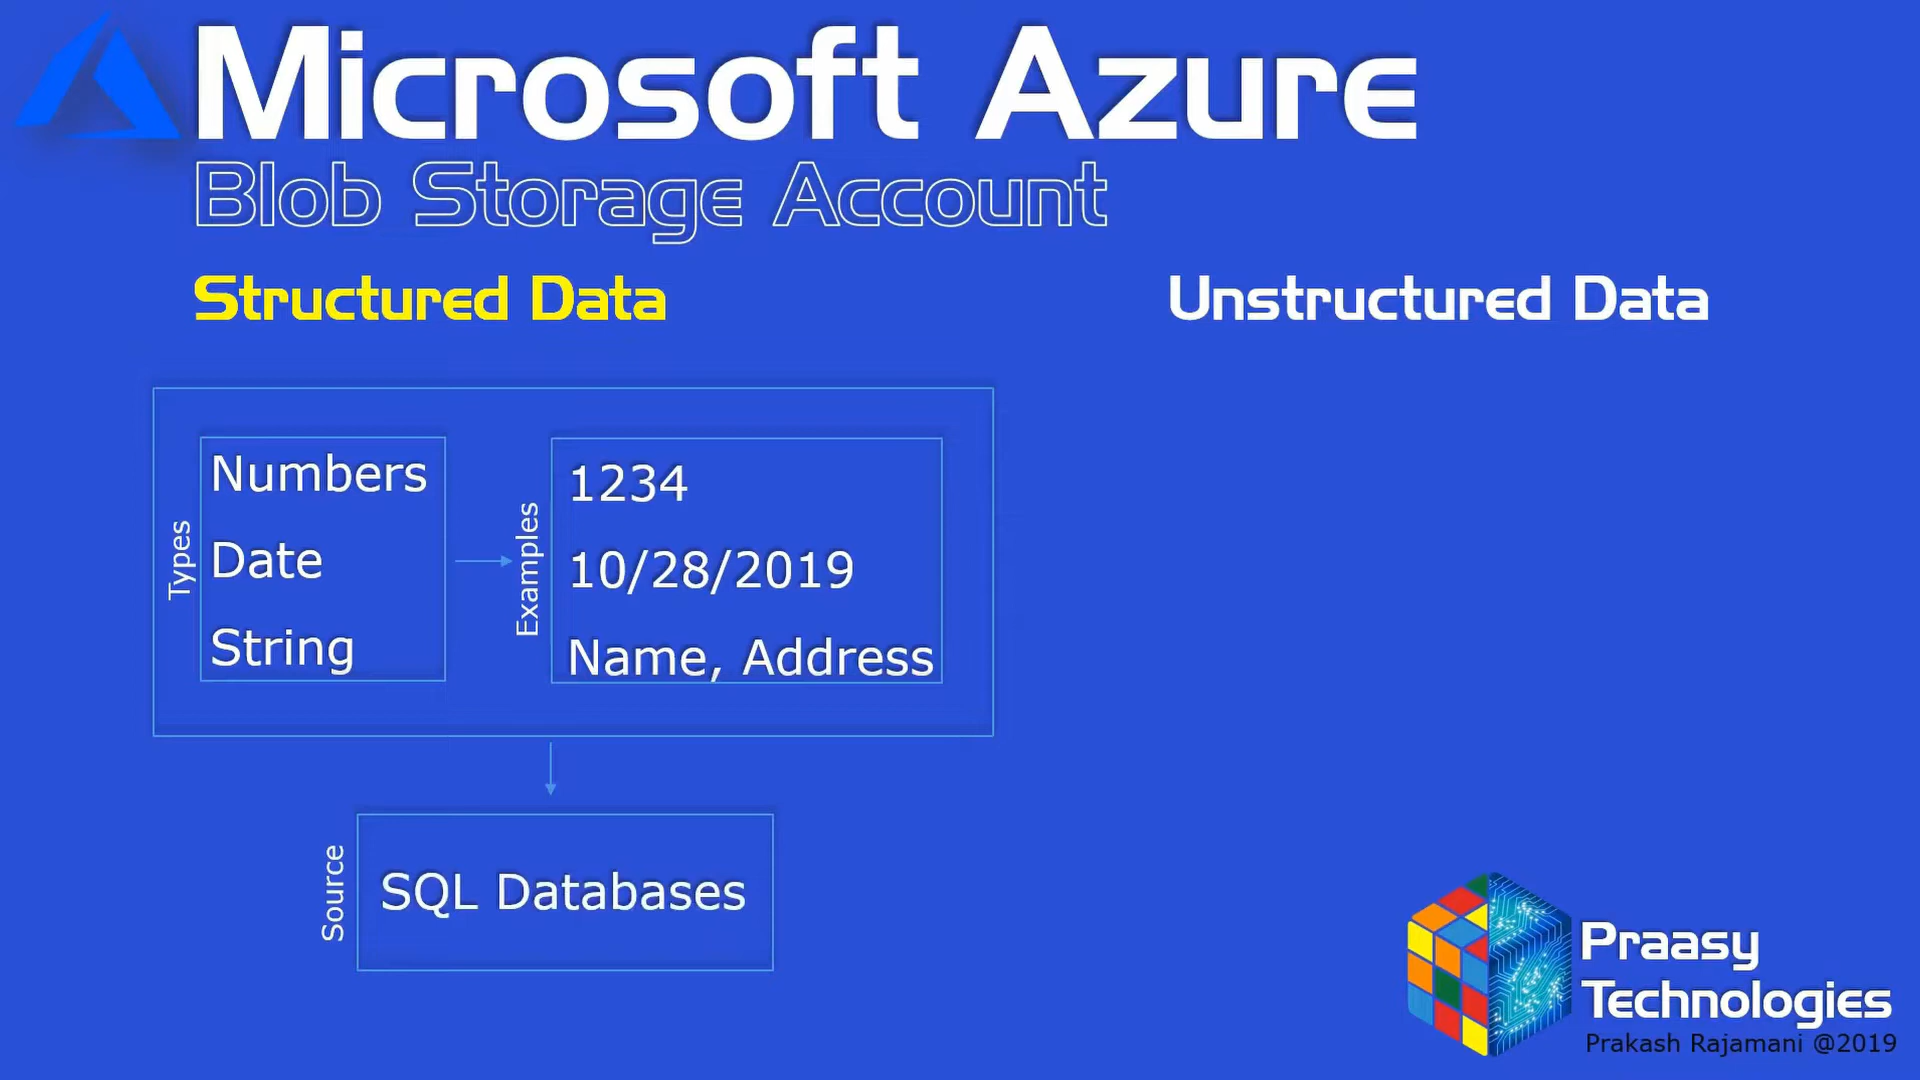 Microsoft Azure
Blob Storage Account
Structured Data
Unstructured Data
Types
Numbers
Date
String
Examples
1234
10/28/2019
Name, Address
Source
SQL Databases
Praasy
Technologies
Prakash Rajamani @2019